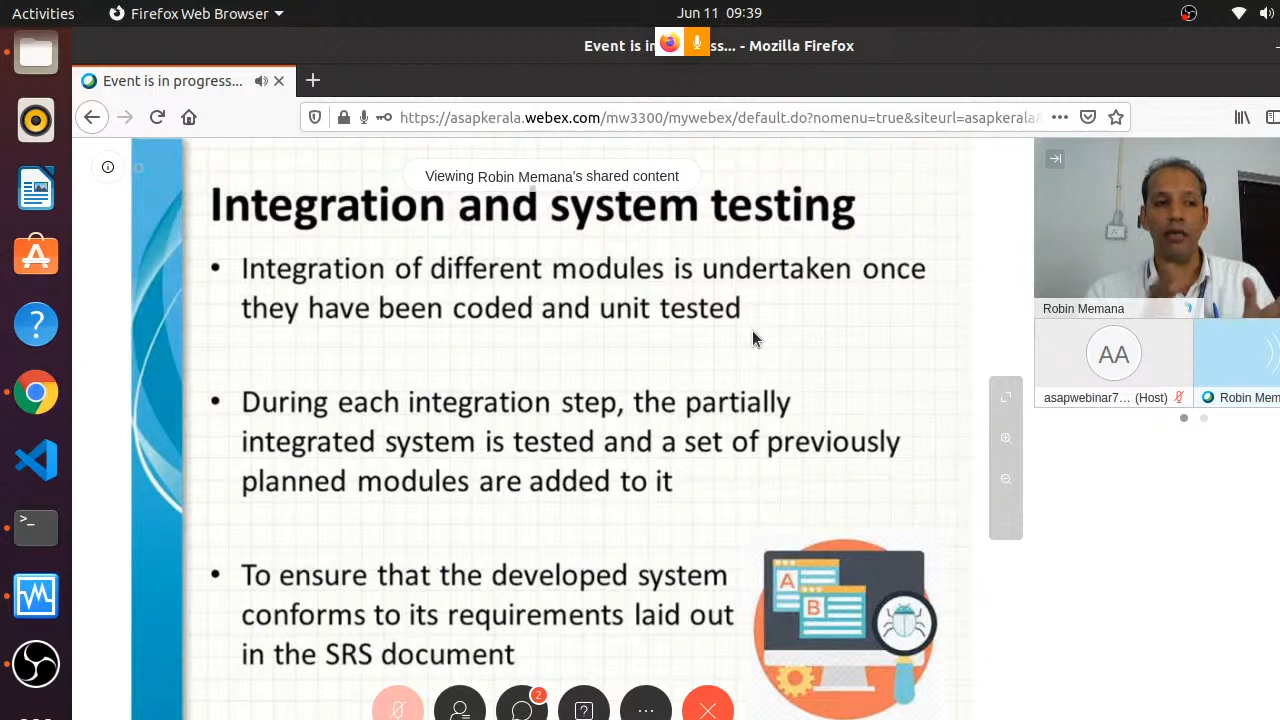 Activities
Firefox Web Browser
Jun 11 09:39
Event is in ss... - Mozilla Firefox
Event is in progress...
https://asapkerala.webex.com/mw3300/mywebex/default.do?nomenu=true&siteurl=asapkerala&
Viewing Robin Memana's shared content
Integration and system testing
• Integration of different modules is undertaken once
they have been coded and unit tested
• During each integration step, the partially
integrated system is tested and a set of previously
planned modules are added to it
• To ensure that the developed system
conforms to its requirements laid out
in the SRS document
A
B
Robin Memana
AA
asapwebinar7... (Host)
Robin Mem
2